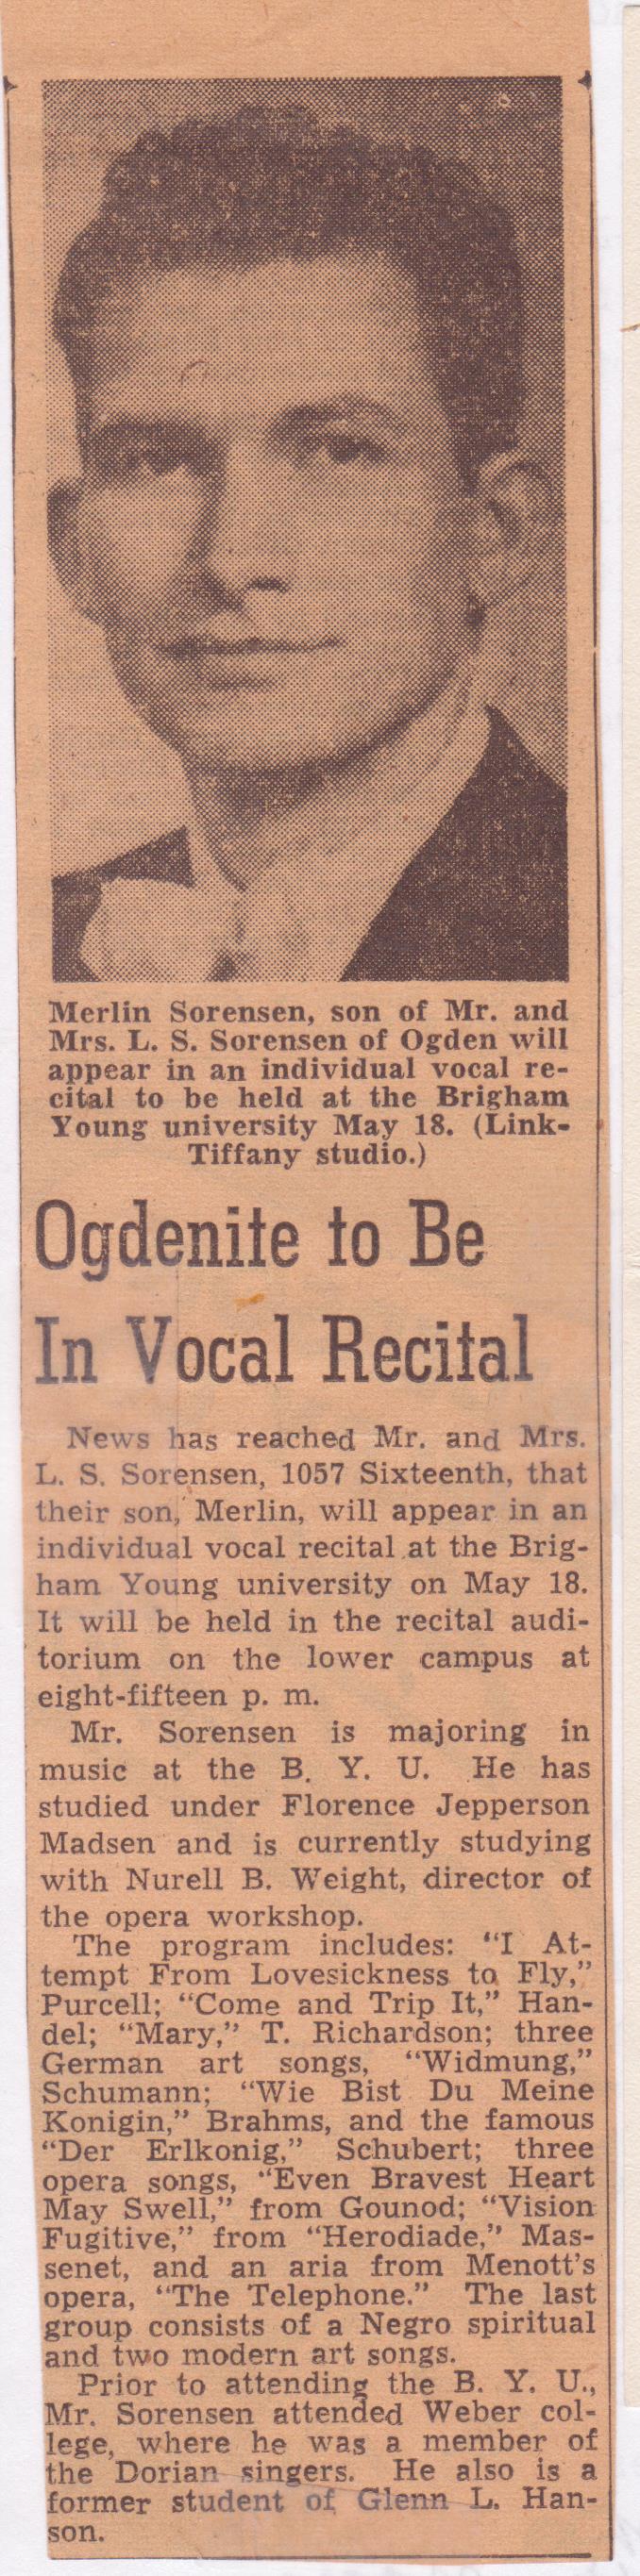 Merlin Sorensen, son of Mr. and
Mrs. L. S. Sorensen of Ogden will
appear in an individual vocal re-
cital to be held at the Brigham
Young university May 18. (Link-
Tiffany studio.)
Ogdenite to Be
In Vocal Recital
News has reached Mr. and Mrs.
L. S. Sorensen, 1057 Sixteenth, that
their son, Merlin, will appear in an
individual vocal recital at the Brig-
ham Young university on May 18.
It will be held in the recital audi-
torium on the lower campus at
eight-fifteen p. m.
Mr. Sorensen is majoring in
music at the B. Y. U. He has
studied under Florence Jepperson
Madsen and is currently studying
with Nurell B. Weight, director of
the opera workshop.
The program includes: "I At-
tempt From Lovesickness to Fly,"
Purcell; "Come and Trip It," Han-
del; "Mary," T. Richardson; three
German art songs, "Widmung,"
Schumann; "Wie Bist Du Meine
Konigin," Brahms, and the famous
"Der Erlkonig," Schubert; three
opera songs, "Even Bravest Heart
May Swell," from Gounod; "Vision
Fugitive," from "Herodiade," Mas-
senet, and an aria from Menott's
opera, "The Telephone." The last
group consists of a Negro spiritual
and two modern art songs.
Prior to attending the B. Y. U.,
Mr. Sorensen attended Weber col-
lege, where he was a member of
the Dorian singers. He also is a
former student of Glenn L. Han-
son.